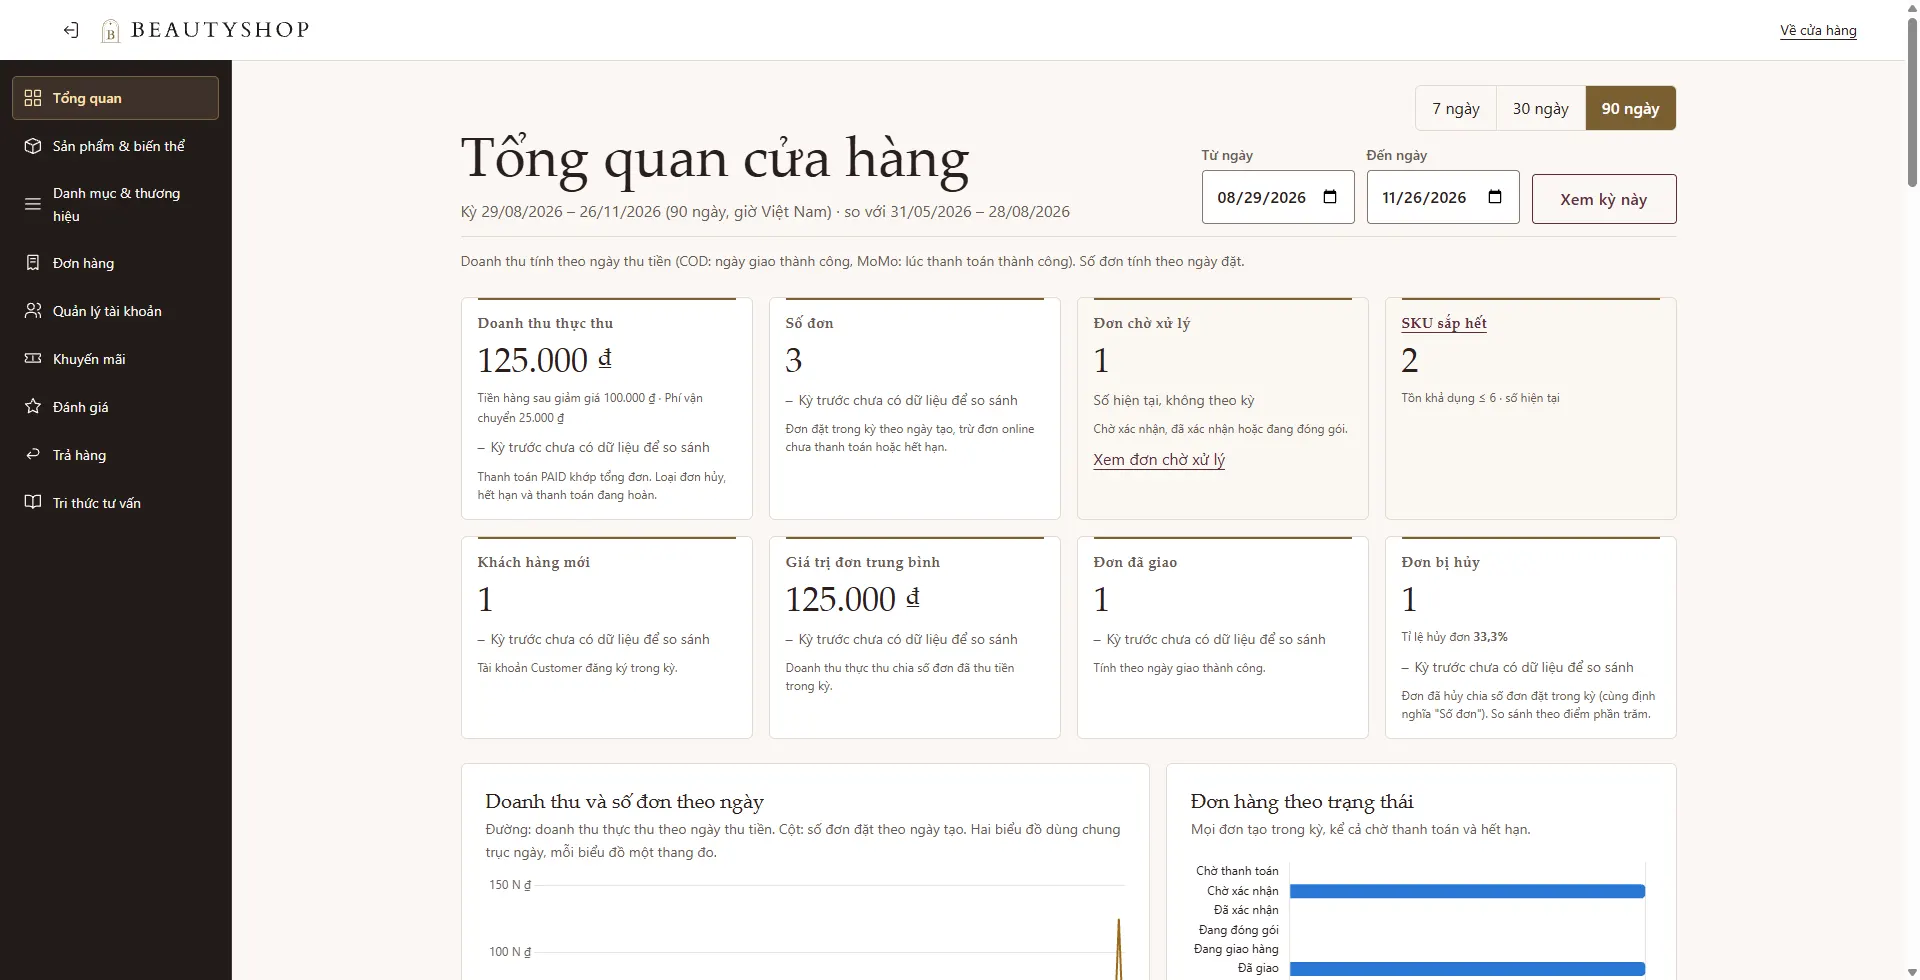 BEAUTYSHOP
Về cửa hàng
Tổng quan
Sản phẩm & biến thể
Danh mục & thương
hiệu
Đơn hàng
Quản lý tài khoản
Khuyến mãi
Đánh giá
Trả hàng
Tri thức tư vấn
7 ngày
30 ngày
90 ngày
Tổng quan cửa hàng
Kỳ 29/08/2026 – 26/11/2026 (90 ngày, giờ Việt Nam) · so với 31/05/2026 – 28/08/2026
Từ ngày
08/29/2026
Đến ngày
11/26/2026
Xem kỳ này
Doanh thu tính theo ngày thu tiền (COD: ngày giao thành công, MoMo: lúc thanh toán thành công). Số đơn tính theo ngày đặt.
Doanh thu thực thu
125.000 ₫
Tiền hàng sau giảm giá 100.000 ₫ · Phí vận
chuyển 25.000 ₫
– Kỳ trước chưa có dữ liệu để so sánh
Thanh toán PAID khớp tổng đơn. Loại đơn hủy,
hết hạn và thanh toán đang hoàn.
Số đơn
3
– Kỳ trước chưa có dữ liệu để so sánh
Đơn đặt trong kỳ theo ngày tạo, trừ đơn online
chưa thanh toán hoặc hết hạn.
Đơn chờ xử lý
1
Số hiện tại, không theo kỳ
Chờ xác nhận, đã xác nhận hoặc đang đóng gói.
Xem đơn chờ xử lý
SKU sắp hết
2
Tồn khả dụng ≤ 6 · số hiện tại
Khách hàng mới
1
– Kỳ trước chưa có dữ liệu để so sánh
Tài khoản Customer đăng ký trong kỳ.
Giá trị đơn trung bình
125.000 ₫
– Kỳ trước chưa có dữ liệu để so sánh
Doanh thu thực thu chia số đơn đã thu tiền
trong kỳ.
Đơn đã giao
1
– Kỳ trước chưa có dữ liệu để so sánh
Tính theo ngày giao thành công.
Đơn bị hủy
1
Tỉ lệ hủy đơn 33,3%
– Kỳ trước chưa có dữ liệu để so sánh
Đơn đã hủy chia số đơn đặt trong kỳ (cùng định
nghĩa "Số đơn"). So sánh theo điểm phần trăm.
Doanh thu và số đơn theo ngày
Đường: doanh thu thực thu theo ngày thu tiền. Cột: số đơn đặt theo ngày tạo. Hai biểu đồ dùng chung
trục ngày, mỗi biểu đồ một thang đo.
150 N ₫
100 N ₫
Đơn hàng theo trạng thái
Mọi đơn tạo trong kỳ, kể cả chờ thanh toán và hết hạn.
Chờ thanh toán
Chờ xác nhận
Đã xác nhận
Đang đóng gói
Đang giao hàng
Đã giao